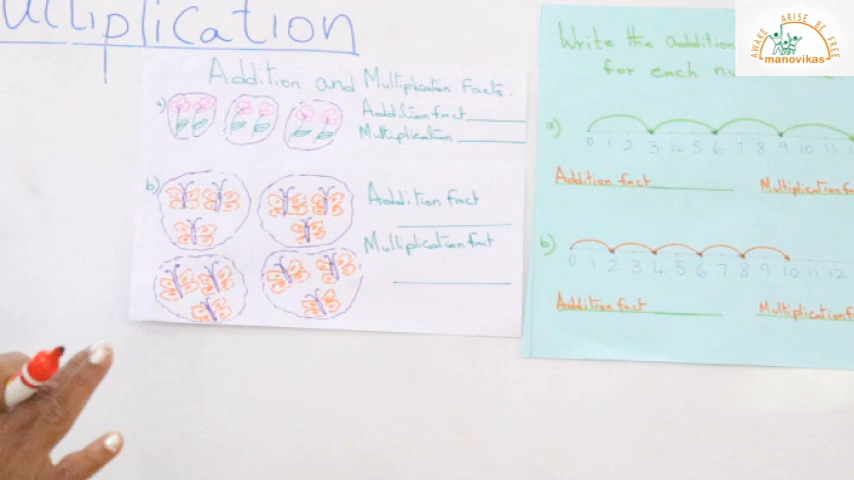 Multiplication
Addition and Multiplication Facts.
a)
Addition fact
Multiplication
b)
Addition fact
Multiplication fact
Write the addition
for each
a)
0 1 2 3 4 5 6 7 8 9 10 11
Addition fact
Multiplication fa
b)
0 1 2 3 4 5 6 7 8 9 10 11 12
Addition fact
Multiplication f
AWAKE ARISE BE FREE
manovikas